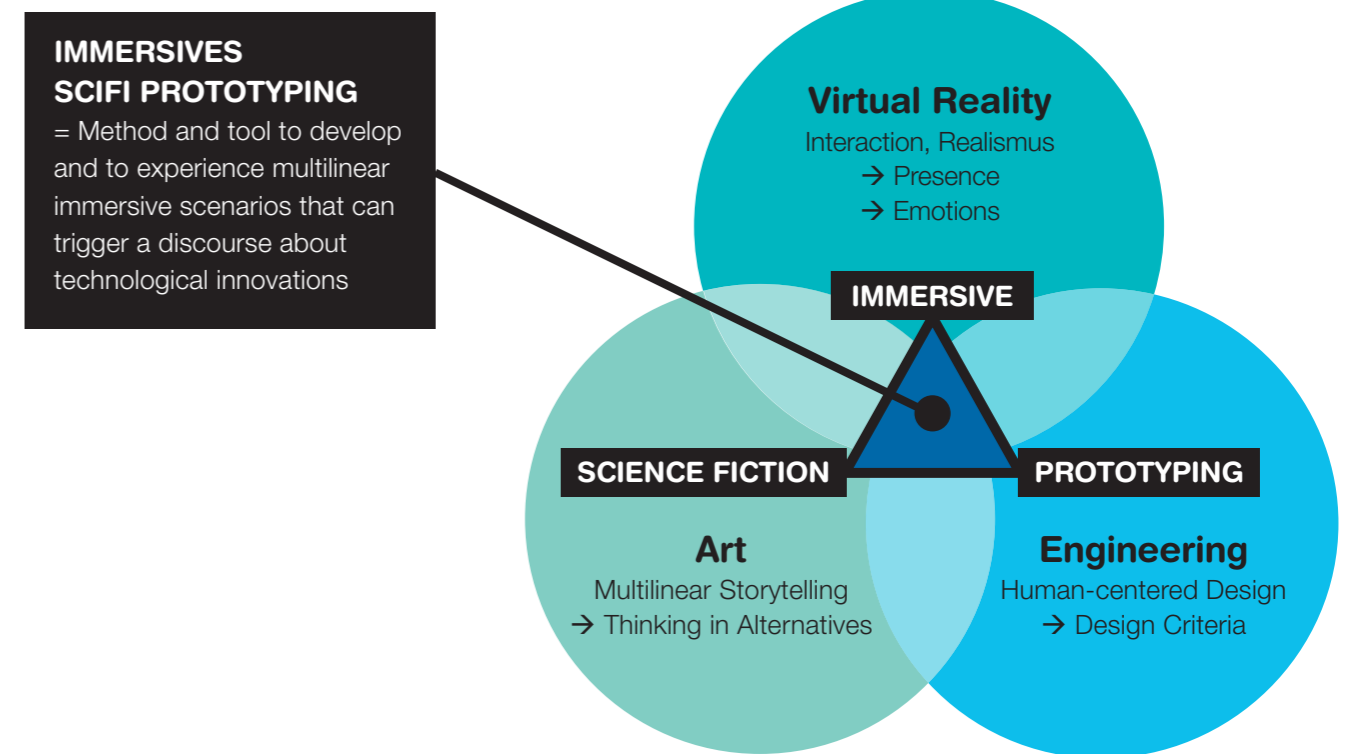 IMMERSIVES
SCIFI PROTOTYPING
= Method and tool to develop
and to experience multilinear
immersive scenarios that can
trigger a discourse about
technological innovations
Virtual Reality
Interaction, Realismus
→ Presence
→ Emotions
IMMERSIVE
SCIENCE FICTION
PROTOTYPING
Art
Multilinear Storytelling
→ Thinking in Alternatives
Engineering
Human-centered Design
→ Design Criteria